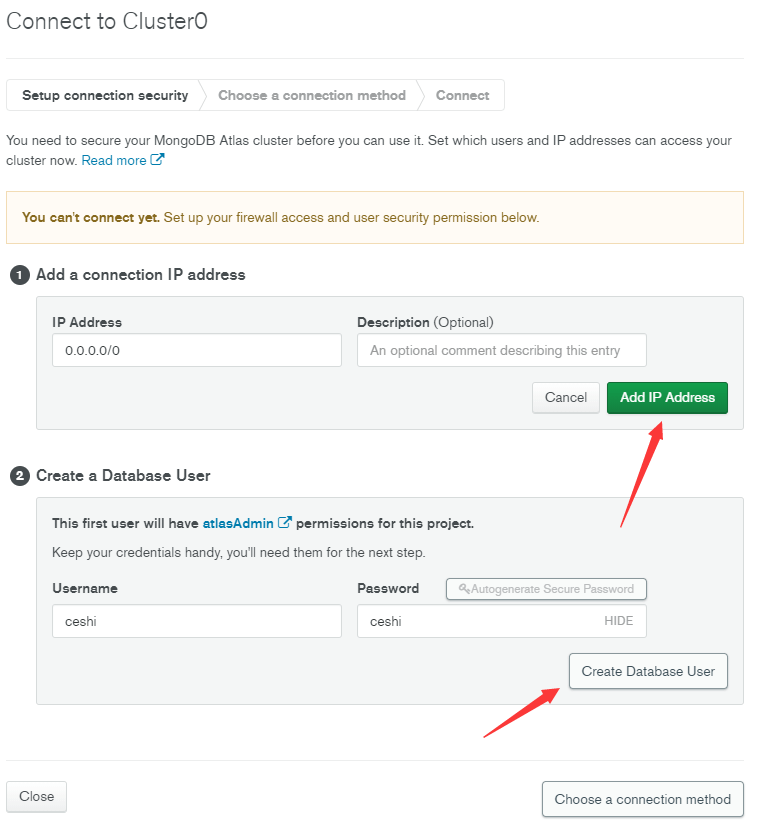 Connect to Cluster0
Setup connection security
Choose a connection method
Connect
You need to secure your MongoDB Atlas cluster before you can use it. Set which users and IP addresses can access your
cluster now. Read more
You can't connect yet. Set up your firewall access and user security permission below.
1 Add a connection IP address
IP Address
Description (Optional)
0.0.0.0/0
An optional comment describing this entry
Cancel
Add IP Address
2 Create a Database User
This first user will have atlasAdmin permissions for this project.
Keep your credentials handy, you'll need them for the next step.
Username
Password
Autogenerate Secure Password
ceshi
ceshi
HIDE
Create Database User
Close
Choose a connection method